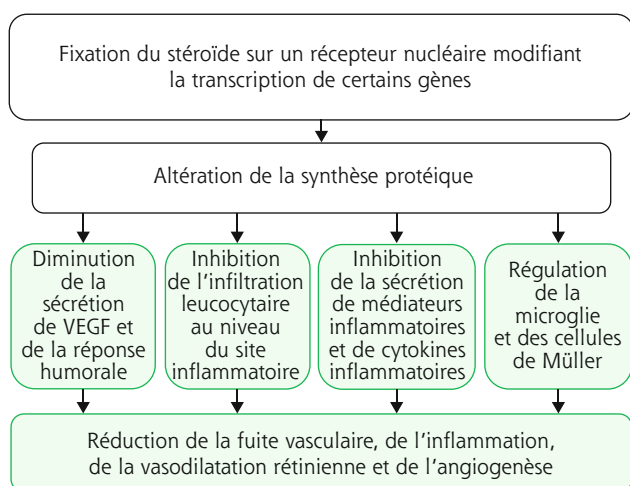 Fixation du stéroïde sur un récepteur nucléaire modifiant
la transcription de certains gènes
Altération de la synthèse protéique
Diminution
de la
sécrétion
de VEGF et
de la réponse
humorale
Inhibition
de l'infiltration
leucocytaire
au niveau
du site
inflammatoire
Inhibition
de la sécrétion
de médiateurs
inflammatoires
et de cytokines
inflammatoires
Régulation
de la
microglie
et des cellules
de Müller
Réduction de la fuite vasculaire, de l'inflammation,
de la vasodilatation rétinienne et de l'angiogenèse